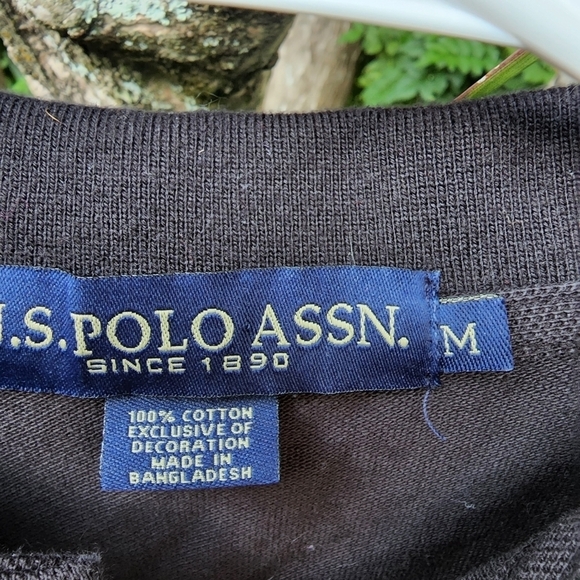 U.S. POLO ASSN.
SINCE 1890
M
100% COTTON
EXCLUSIVE OF
DECORATION
MADE IN
BANGLADESH